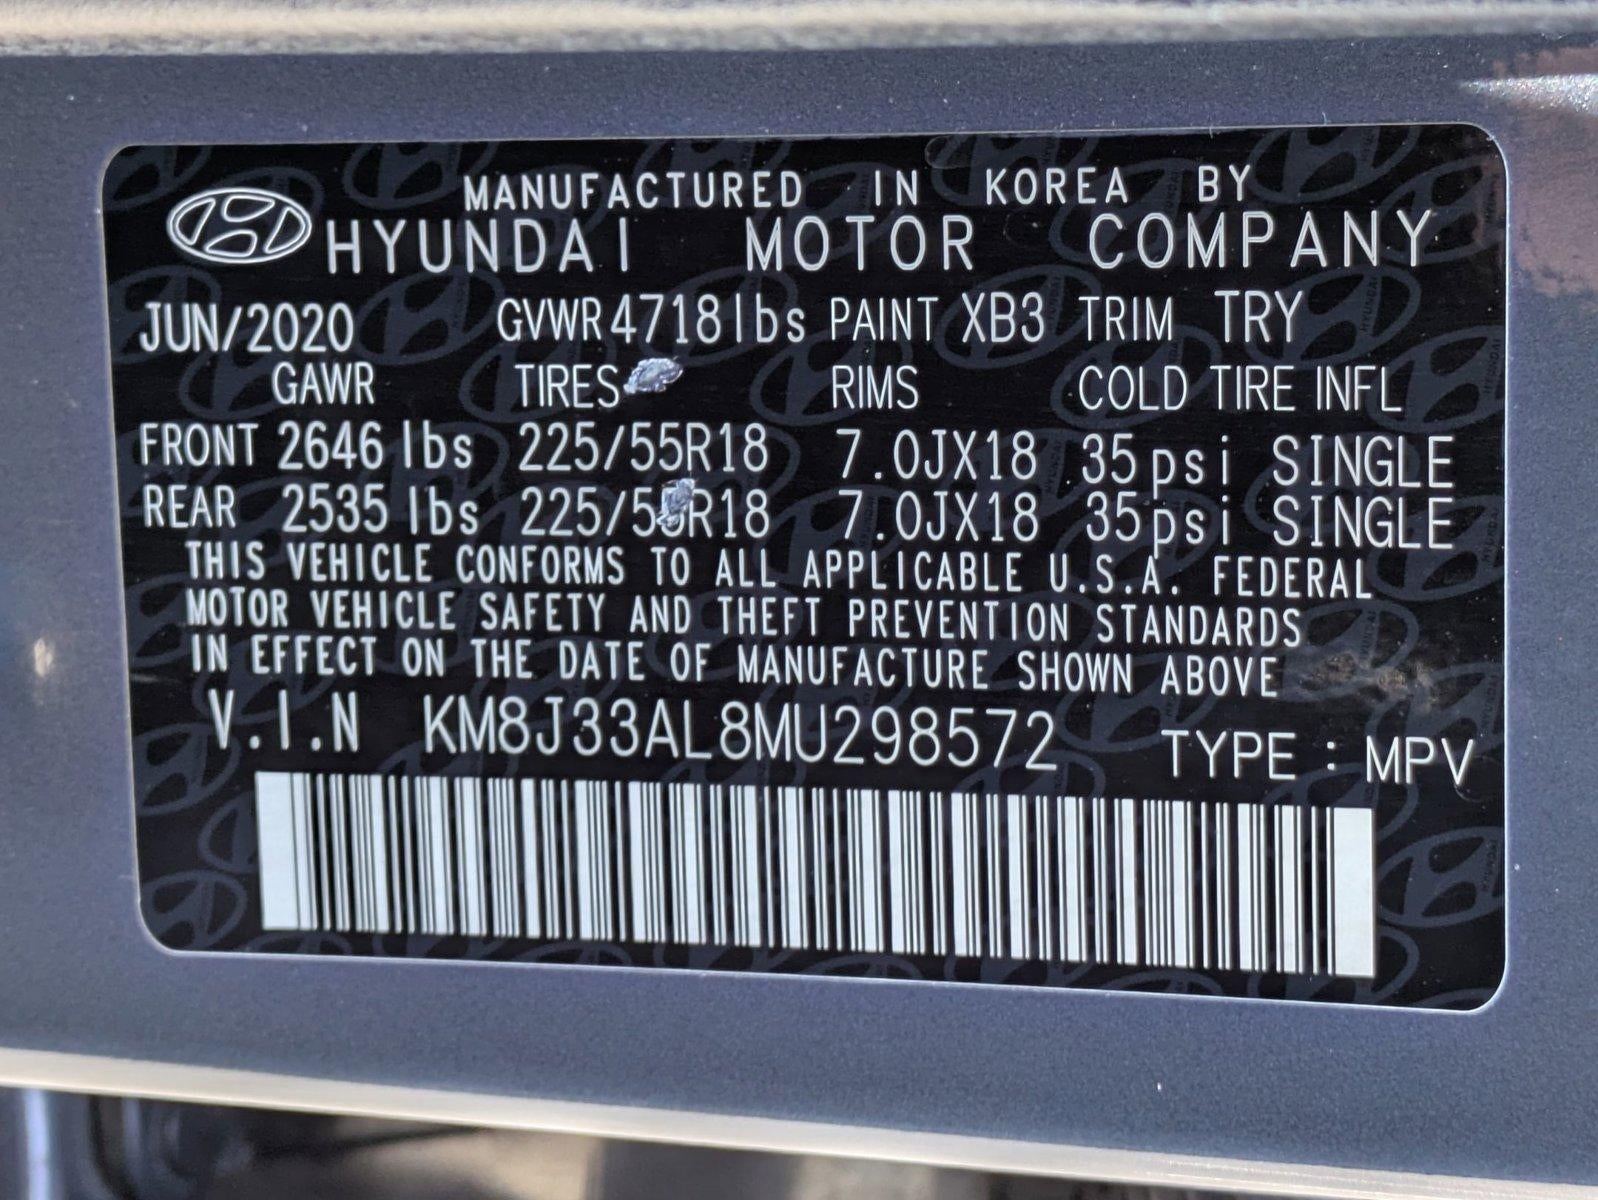 MANUFACTURED IN KOREA BY
HYUNDAI MOTOR COMPANY
JUN/2020 GVWR 4718lbs PAINT XB3 TRIM TRY
GAWR TIRES RIMS COLD TIRE INFL
FRONT 2646 lbs 225/55R18 7.0JX18 35psi SINGLE
REAR 2535 lbs 225/55R18 7.0JX18 35psi SINGLE
THIS VEHICLE CONFORMS TO ALL APPLICABLE U.S.A. FEDERAL
MOTOR VEHICLE SAFETY AND THEFT PREVENTION STANDARDS
IN EFFECT ON THE DATE OF MANUFACTURE SHOWN ABOVE
V.I.N KM8J33AL8MU298572 TYPE : MPV